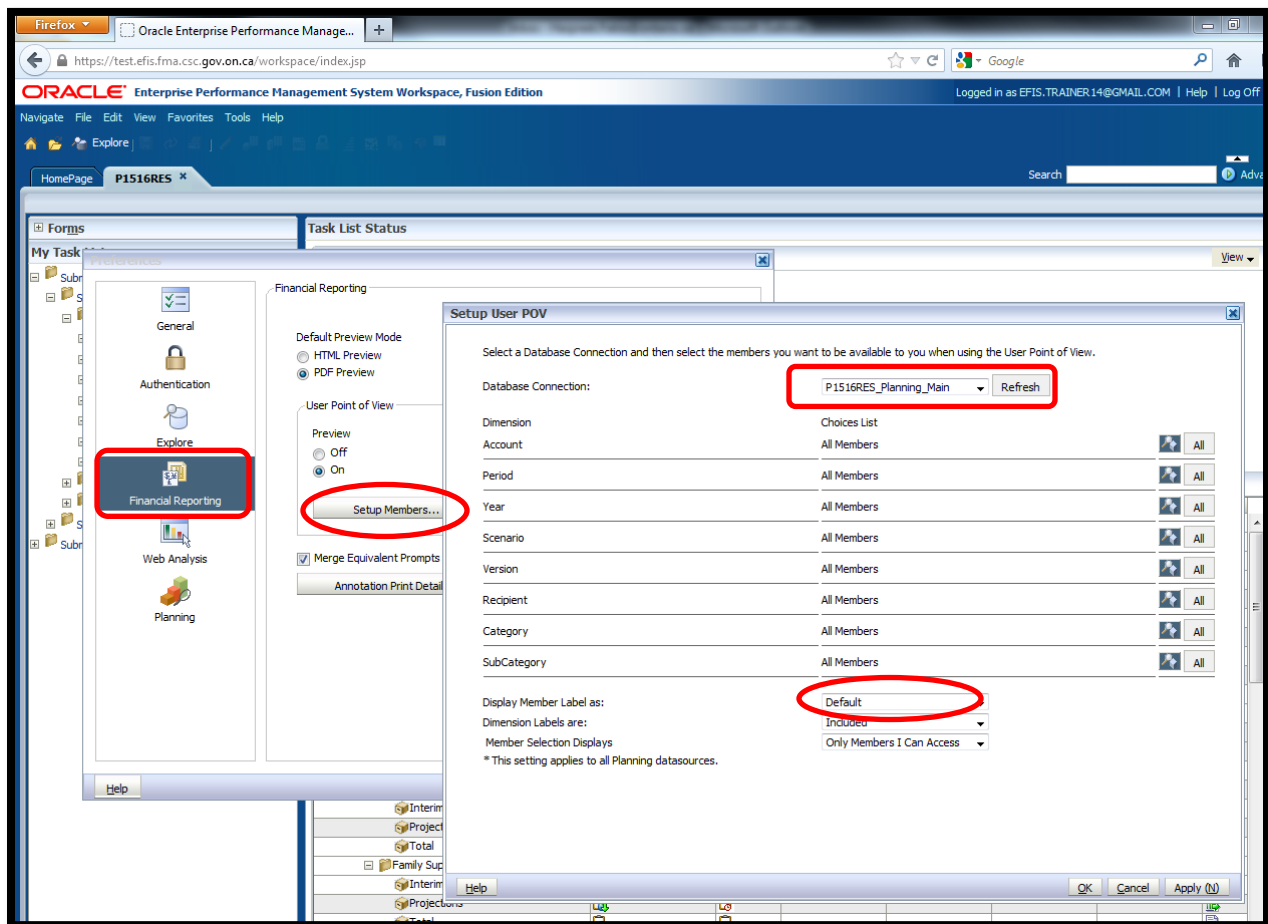 Firefox
Oracle Enterprise Performance Manage...
+
https://test.efis.fma.csc.gov.on.ca/workspace/index.jsp
Google
ORACLE Enterprise Performance Management System Workspace, Fusion Edition
Logged in as EFIS.TRAINER14@GMAIL.COM | Help | Log Off
Navigate File Edit View Favorites Tools Help
Explore
HomePage
P1516RES
Search
Adva
Forms
Task List Status
My Task
View
Subr
S
Preferences
General
Authentication
Explore
Financial Reporting
Web Analysis
Planning
Help
S
Subr
Financial Reporting
Default Preview Mode
HTML Preview
PDF Preview
User Point of View
Preview
Off
On
Setup Members...
Merge Equivalent Prompts
Annotation Print Detail
Setup User POV
Select a Database Connection and then select the members you want to be available to you when using the User Point of View.
Database Connection: P1516RES_Planning_Main Refresh
Dimension Choices List
Account All Members All
Period All Members All
Year All Members All
Scenario All Members All
Version All Members All
Recipient All Members All
Category All Members All
SubCategory All Members All
Display Member Label as: Default
Dimension Labels are: Included
Member Selection Displays Only Members I Can Access
* This setting applies to all Planning datasources.
Help OK Cancel Apply (N)
Interim
Project
Total
Family Sup
Interim
Projections
Total